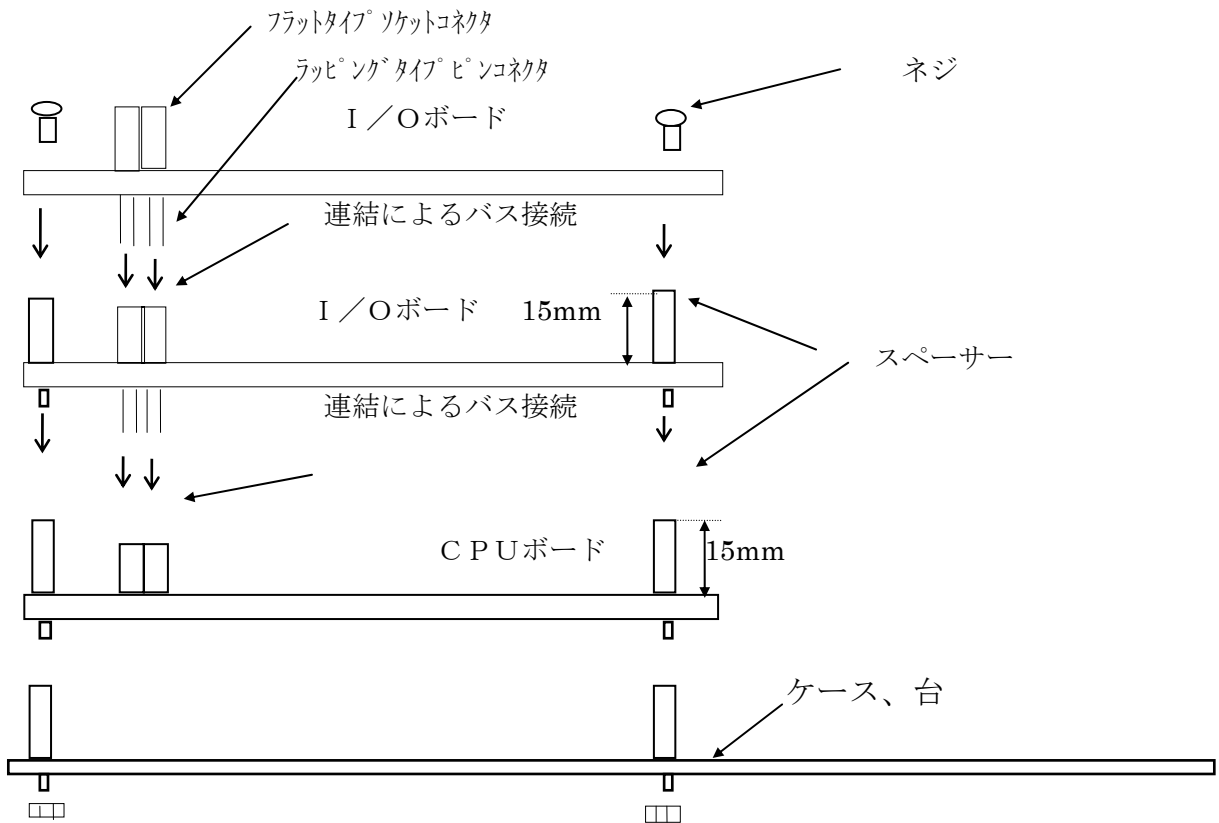 フラットタイプ ソケットコネクタ
ラッピングタイプ ピンコネクタ
ネジ
Ⅰ／Oボード
連結によるバス接続
Ⅰ／Oボード
15mm
スペーサー
連結によるバス接続
ＣＰＵボード
15mm
ケース、台